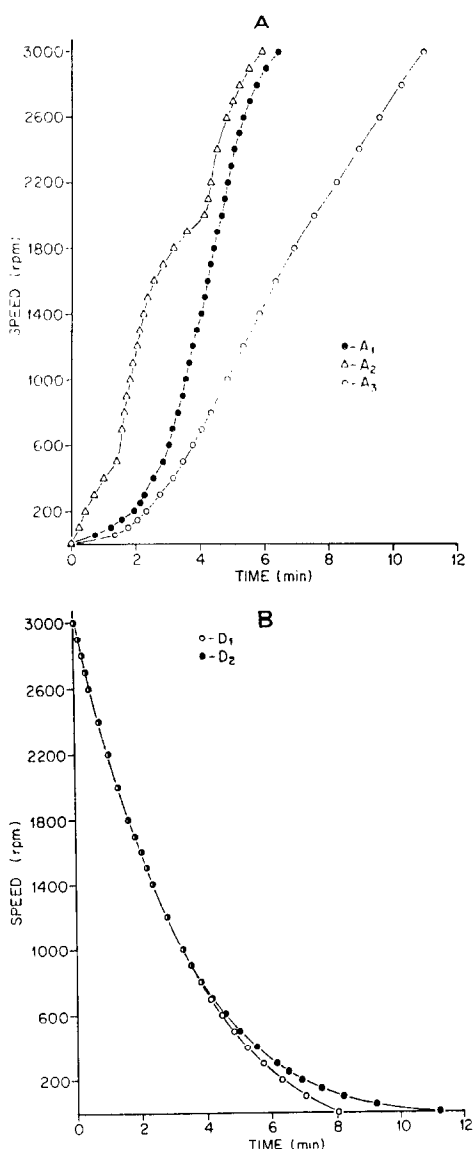 A
3000
2600
2200
1800
1400
1000
600
200
SPEED (rpm)
● - A₁
△ - A₂
○ - A₃
0 2 4 6 8 10 12
TIME (min)
B
3000
2600
2200
1800
1400
1000
600
200
SPEED (rpm)
○ - D₁
● - D₂
0 2 4 6 8 10 12
TIME (min)